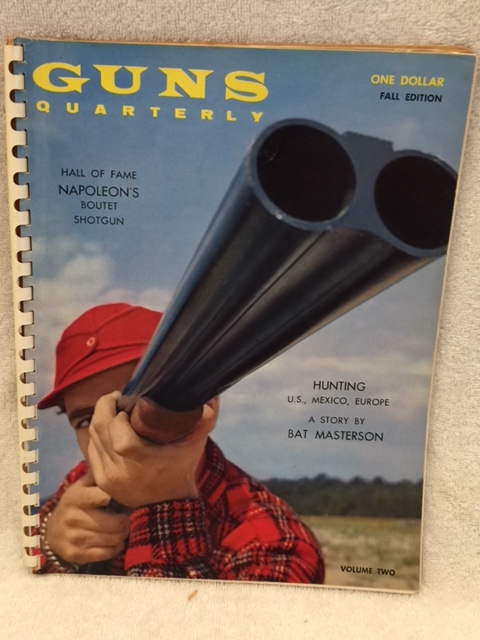 GUNS
QUARTERLY
ONE DOLLAR
FALL EDITION
HALL OF FAME
NAPOLEON'S
BOUTET
SHOTGUN
HUNTING
U.S., MEXICO, EUROPE
A STORY BY
BAT MASTERSON
VOLUME TWO